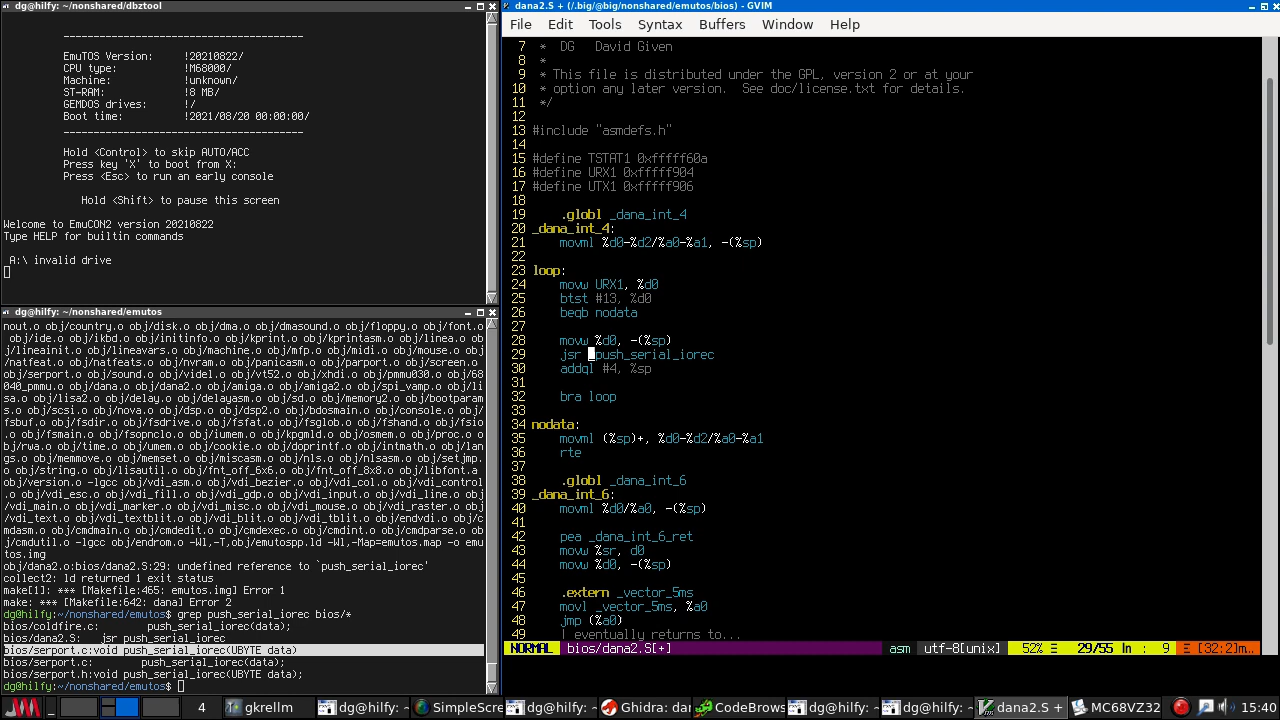 dg@hilfy: ~/nonshared/dbztool
EmuTOS Version: !20210822/
CPU type: !M68000/
Machine: !unknown/
ST-RAM: !8 MB/
GEMDOS drives: !/
Boot time: !2021/08/20 00:00:00/
Hold <Control> to skip AUTO/ACC
Press key 'X' to boot from X:
Press <Esc> to run an early console
Hold <Shift> to pause this screen
Welcome to EmuCON2 version 20210822
Type HELP for builtin commands
A:\ invalid drive
dg@hilfy: ~/nonshared/emutos
nout.o obj/country.o obj/disk.o obj/dma.o obj/dmasound.o obj/floppy.o obj/font.
o obj/ide.o obj/ikbd.o obj/initinfo.o obj/kprint.o obj/kprintasm.o obj/linea.o
obj/lineainit.o obj/lineavars.o obj/machine.o obj/mfp.o obj/midi.o obj/mouse.o
obj/natfeat.o obj/natfeats.o obj/nvram.o obj/panicasm.o obj/parport.o obj/screen.o
obj/serport.o obj/sound.o obj/videl.o obj/vt52.o obj/xhdi.o obj/pmmu030.o obj/68
040_pmmu.o obj/dana.o obj/dana2.o obj/amiga.o obj/amiga2.o obj/spi_vamp.o obj/li
sa.o obj/lisa2.o obj/delay.o obj/delayasm.o obj/sd.o obj/memory2.o obj/bootparam
s.o obj/scsi.o obj/nova.o obj/dsp.o obj/dsp2.o obj/bdosmain.o obj/console.o obj/
fsbuf.o obj/fsdir.o obj/fsdrive.o obj/fsfat.o obj/fsglob.o obj/fshand.o obj/fsio
.o obj/fsmain.o obj/fsopnclo.o obj/iumem.o obj/kpgmld.o obj/osmem.o obj/proc.o o
bj/rwa.o obj/time.o obj/umem.o obj/cookie.o obj/doprintf.o obj/intmath.o obj/lan
gs.o obj/memmove.o obj/memset.o obj/miscasm.o obj/nls.o obj/nlsasm.o obj/setjmp.
o obj/string.o obj/lisautil.o obj/fnt_off_6x6.o obj/fnt_off_8x8.o obj/libfont.a
obj/version.o -lgcc obj/vdi_asm.o obj/vdi_bezier.o obj/vdi_col.o obj/vdi_control
.o obj/vdi_esc.o obj/vdi_fill.o obj/vdi_gdp.o obj/vdi_input.o obj/vdi_line.o obj
/vdi_main.o obj/vdi_marker.o obj/vdi_misc.o obj/vdi_mouse.o obj/vdi_raster.o obj
/vdi_text.o obj/vdi_textblit.o obj/vdi_blit.o obj/vdi_tblit.o obj/endvdi.o obj/c
mdasm.o obj/cmdmain.o obj/cmdedit.o obj/cmdexec.o obj/cmdint.o obj/cmdparse.o ob
j/cmdutil.o -lgcc obj/endrom.o -Wl,-T,obj/emutospp.ld -Wl,-Map=emutos.map -o emu
tos.img
obj/dana2.o:bios/dana2.S:29: undefined reference to `push_serial_iorec'
collect2: ld returned 1 exit status
make[1]: *** [Makefile:465: emutos.img] Error 1
make: *** [Makefile:642: dana] Error 2
dg@hilfy:~/nonshared/emutos$ grep push_serial_iorec bios/*
bios/coldfire.c: push_serial_iorec(data);
bios/dana2.S: jsr push_serial_iorec
bios/serport.c:void push_serial_iorec(UBYTE data)
bios/serport.c: push_serial_iorec(data);
bios/serport.h:void push_serial_iorec(UBYTE data);
dg@hilfy:~/nonshared/emutos$
dana2.S + (/.big/@big/nonshared/emutos/bios) - GVIM
File Edit Tools Syntax Buffers Window Help
7 * DG David Given
8 *
9 * This file is distributed under the GPL, version 2 or at your
10 * option any later version. See doc/license.txt for details.
11 */
12
13 #include "asmdefs.h"
14
15 #define TSTAT1 0xfffff60a
16 #define URX1 0xfffff904
17 #define UTX1 0xfffff906
18
19 .globl _dana_int_4
20 _dana_int_4:
21 movml %d0-%d2/%a0-%a1, -(%sp)
22
23 loop:
24 movw URX1, %d0
25 btst #13, %d0
26 beqb nodata
27
28 movw %d0, -(%sp)
29 jsr _push_serial_iorec
30 addql #4, %sp
31
32 bra loop
33
34 nodata:
35 movml (%sp)+, %d0-%d2/%a0-%a1
36 rte
37
38 .globl _dana_int_6
39 _dana_int_6:
40 movml %d0/%a0, -(%sp)
41
42 pea _dana_int_6_ret
43 movw %sr, d0
44 movw %d0, -(%sp)
45
46 .extern _vector_5ms
47 movl _vector_5ms, %a0
48 jmp (%a0)
49 | eventually returns to...
NORMAL bios/dana2.S[+] asm utf-8[unix] 52% ☰ 29/55 ln : 9 Ξ [32:2]m…
4 gkrellm dg@hilfy: ~ SimpleScre dg@hilfy: ~ Ghidra: dar CodeBrows dg@hilfy: ~ dg@hilfy: ~ dana2.S + MC68VZ32 15:40